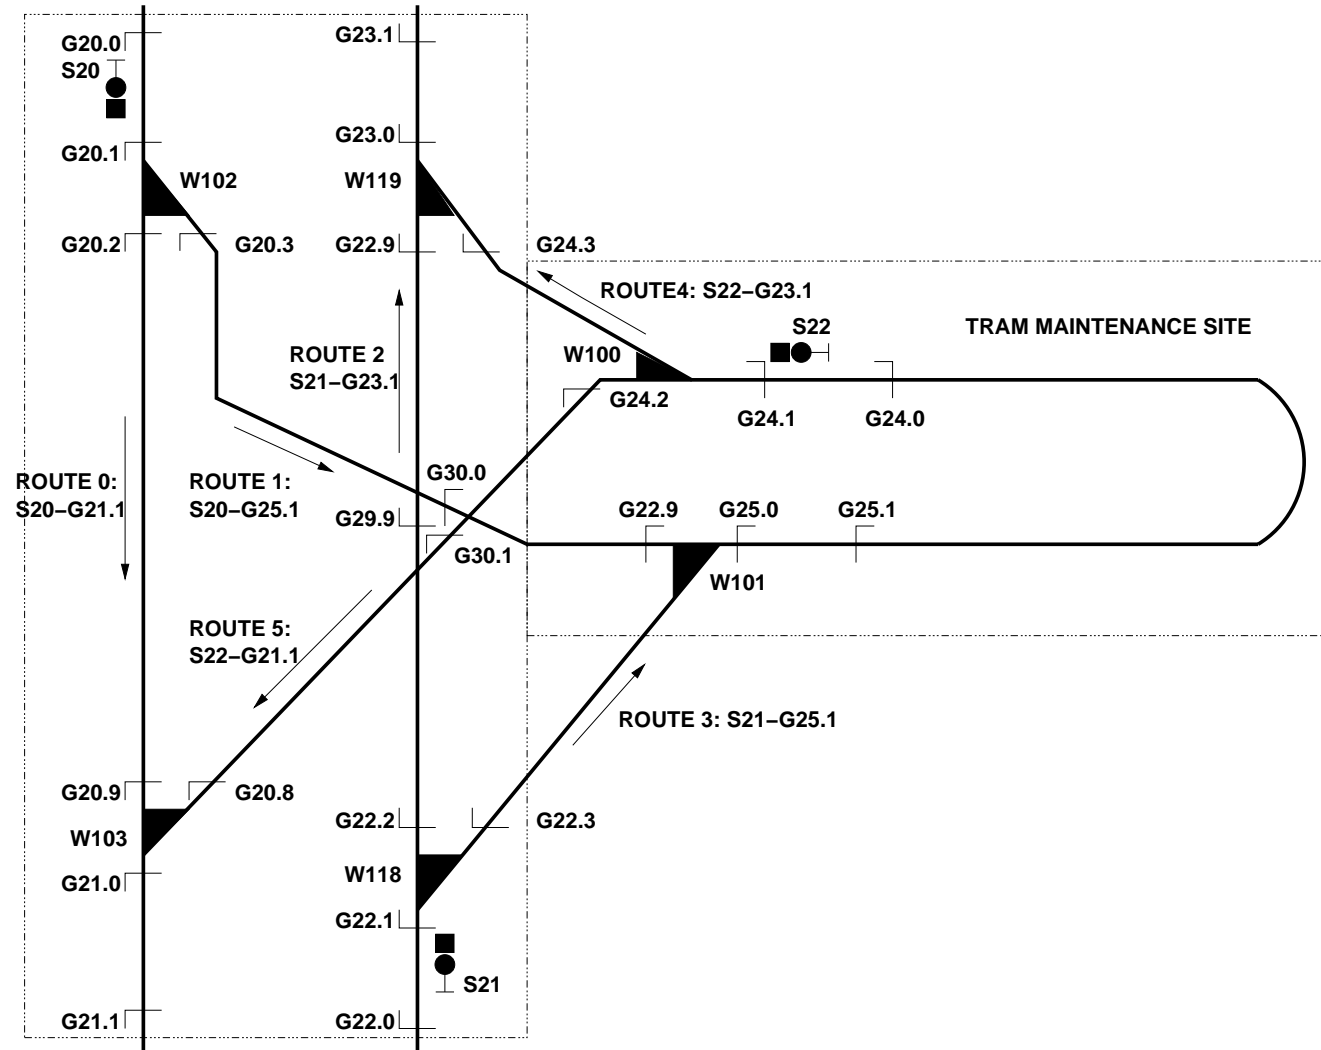 G20.0
S20
G20.1
W102
G20.2
G20.3
G23.1
G23.0
W119
G22.9
G24.3
ROUTE4: S22–G23.1
TRAM MAINTENANCE SITE
S22
W100
G24.2
G24.1
G24.0
ROUTE 2
S21–G23.1
ROUTE 0:
S20–G21.1
ROUTE 1:
S20–G25.1
G30.0
G29.9
G30.1
G22.9
G25.0
G25.1
W101
ROUTE 5:
S22–G21.1
ROUTE 3: S21–G25.1
G20.9
G20.8
W103
G21.0
G21.1
G22.2
G22.3
W118
G22.1
S21
G22.0